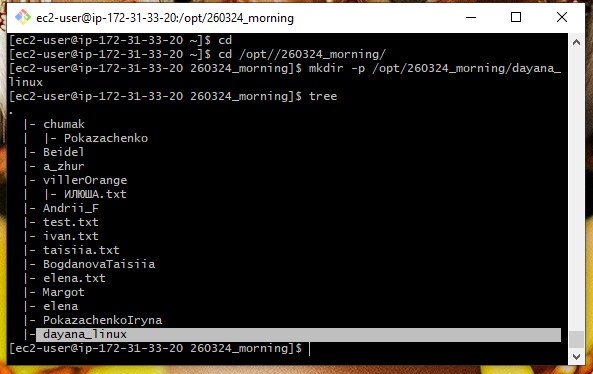 ec2-user@ip-172-31-33-20:/opt/260324_morning
[ec2-user@ip-172-31-33-20 ~]$ cd
[ec2-user@ip-172-31-33-20 ~]$ cd /opt//260324_morning/
[ec2-user@ip-172-31-33-20 260324_morning]$ mkdir -p /opt/260324_morning/dayana_
linux
[ec2-user@ip-172-31-33-20 260324_morning]$ tree
.
|- chumak
| |- Pokazachenko
|- Beidel
|- a_zhur
|- villerOrange
| |- ИЛЮША.txt
|- Andrii_F
|- test.txt
|- ivan.txt
|- taisiia.txt
|- BogdanovaTaisiia
|- elena.txt
|- Margot
|- elena
|- PokazachenkoIryna
|- dayana_linux
[ec2-user@ip-172-31-33-20 260324_morning]$